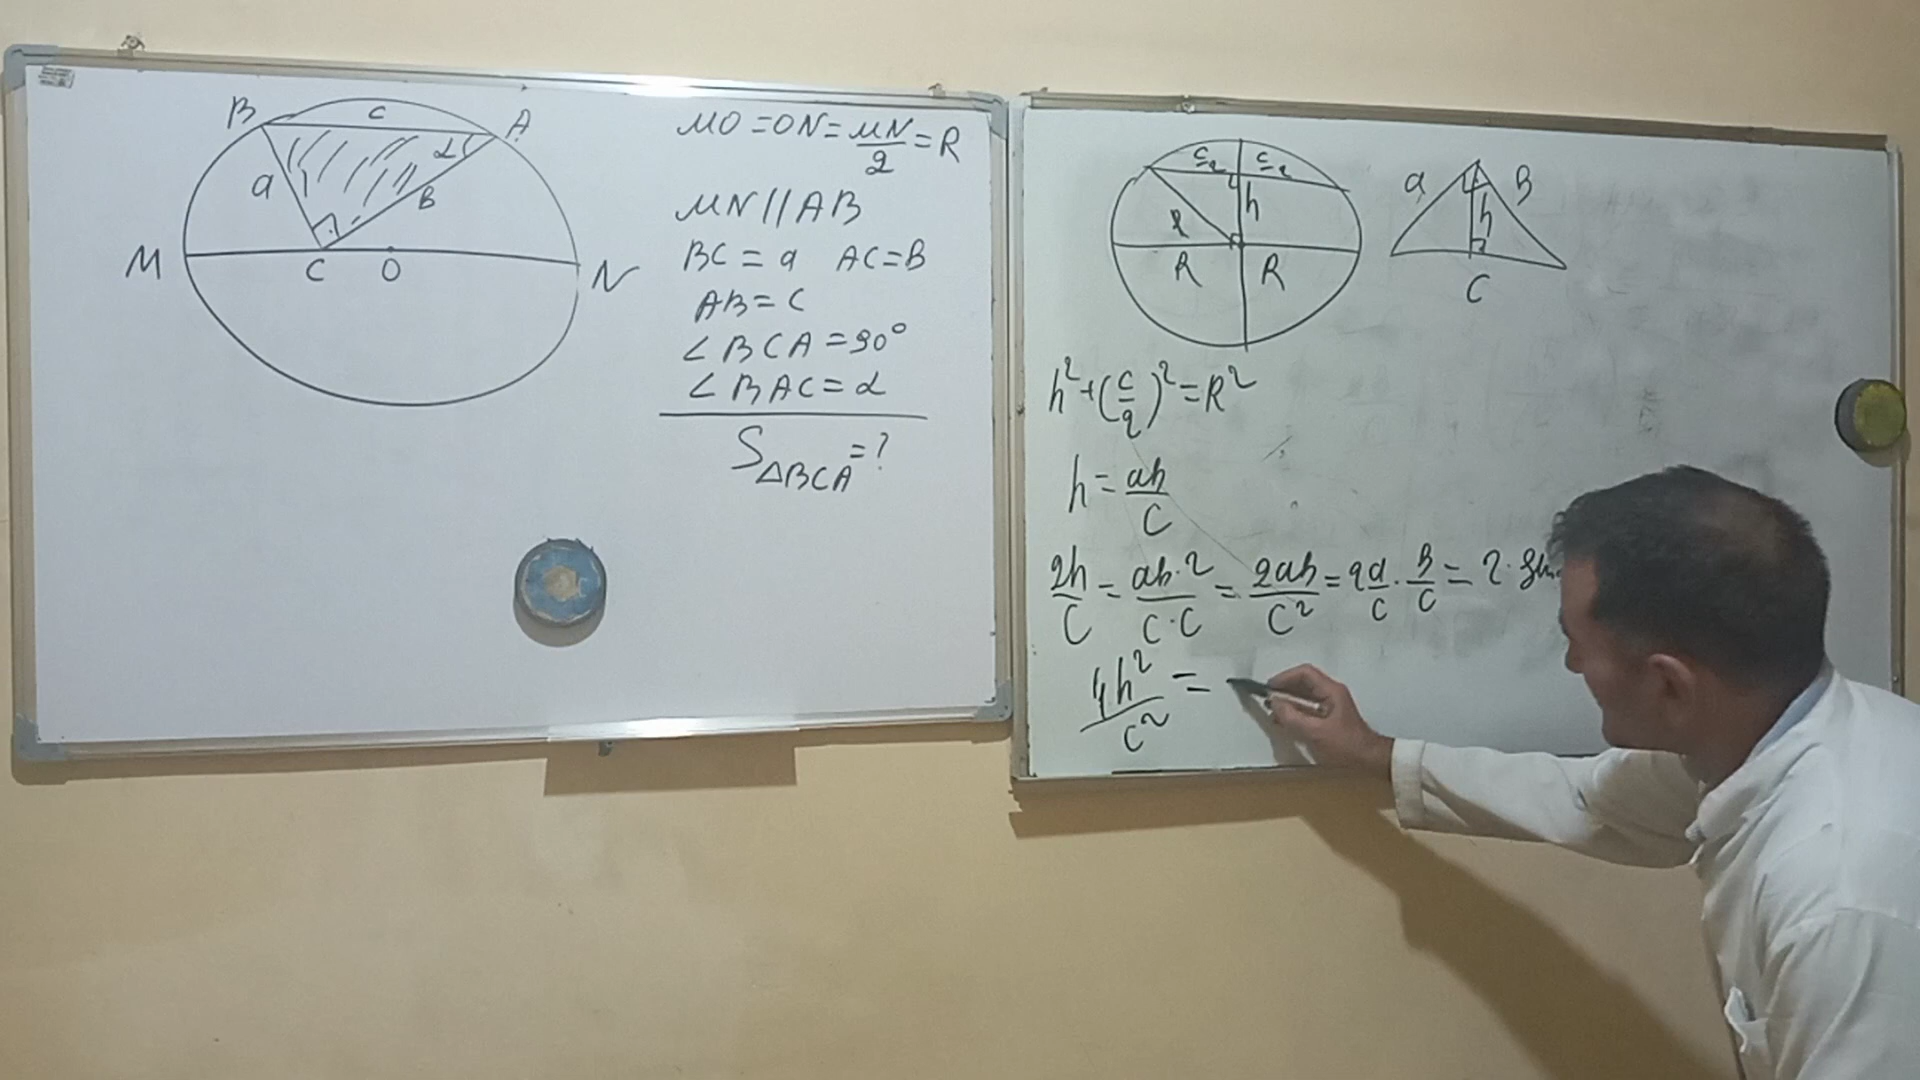 B c A
a
α
B
M C O N
MO = ON = MN/2 = R
MN // AB
BC = a AC = B
AB = C
∠BCA = 90°
∠BAC = α
S△BCA = ?
c/2 c/2
h
R
R R
a B
h
C
h² + (c/2)² = R²
h = ab/C
2h/C = ab·2/C·C = 2ab/C² = 2a/C · B/C = 2·
4h²/C² =